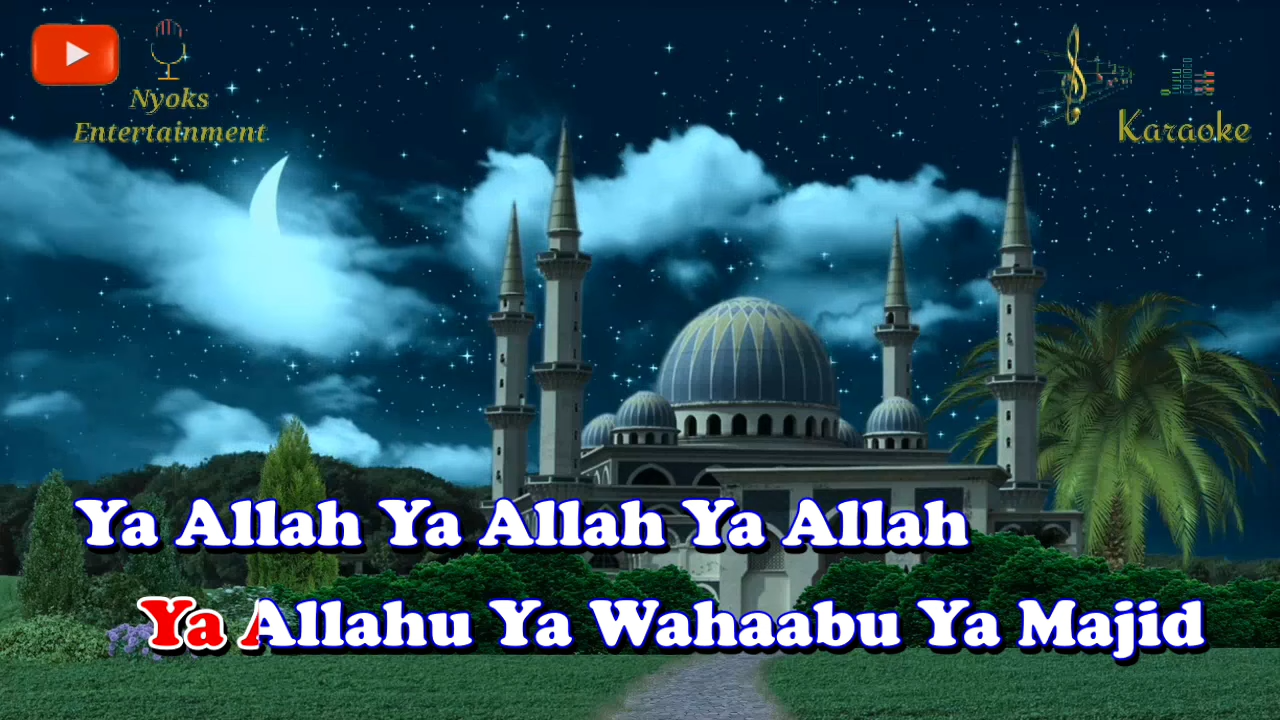 Nyoks
Entertainment
Karaoke
Ya Allah Ya Allah Ya Allah
Ya Allahu Ya Wahaabu Ya Majid